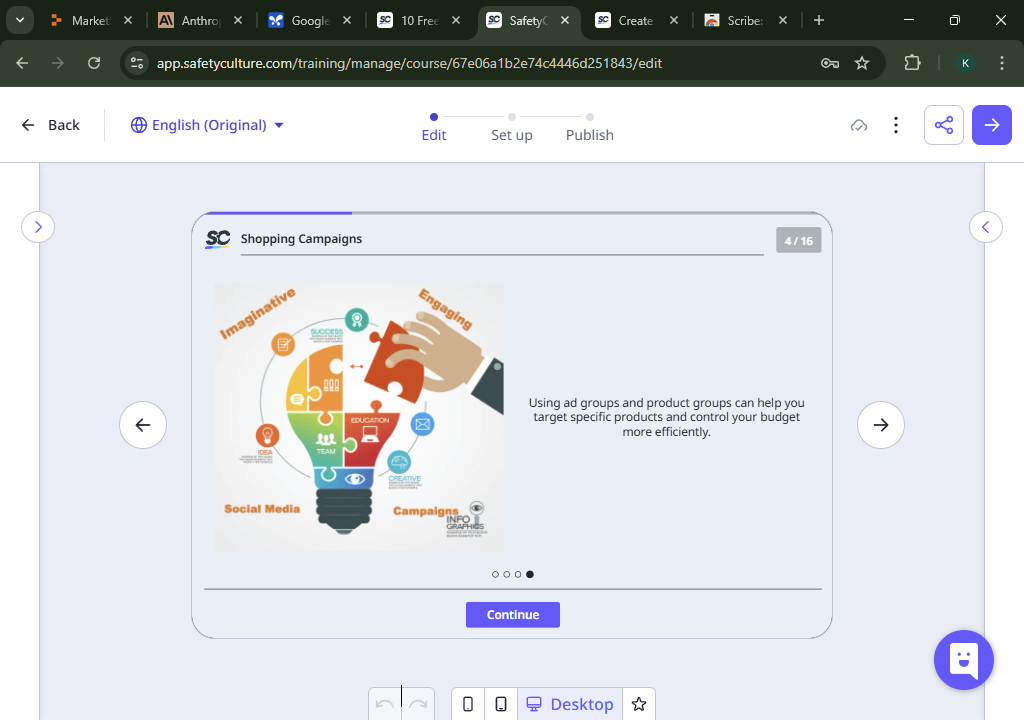 Market
Anthro
Google
10 Free
SafetyC
Create
Scribe:
app.safetyculture.com/training/manage/course/67e06a1b2e74c4446d251843/edit
K
Back
English (Original)
Edit
Set up
Publish
SC
Shopping Campaigns
4 / 16
Imaginative
Engaging
SUCCESS
EDUCATION
TEAM
IDEA
CREATIVE
Social Media
Campaigns
INFO
GRAPHICS
Using ad groups and product groups can help you
target specific products and control your budget
more efficiently.
Continue
Desktop